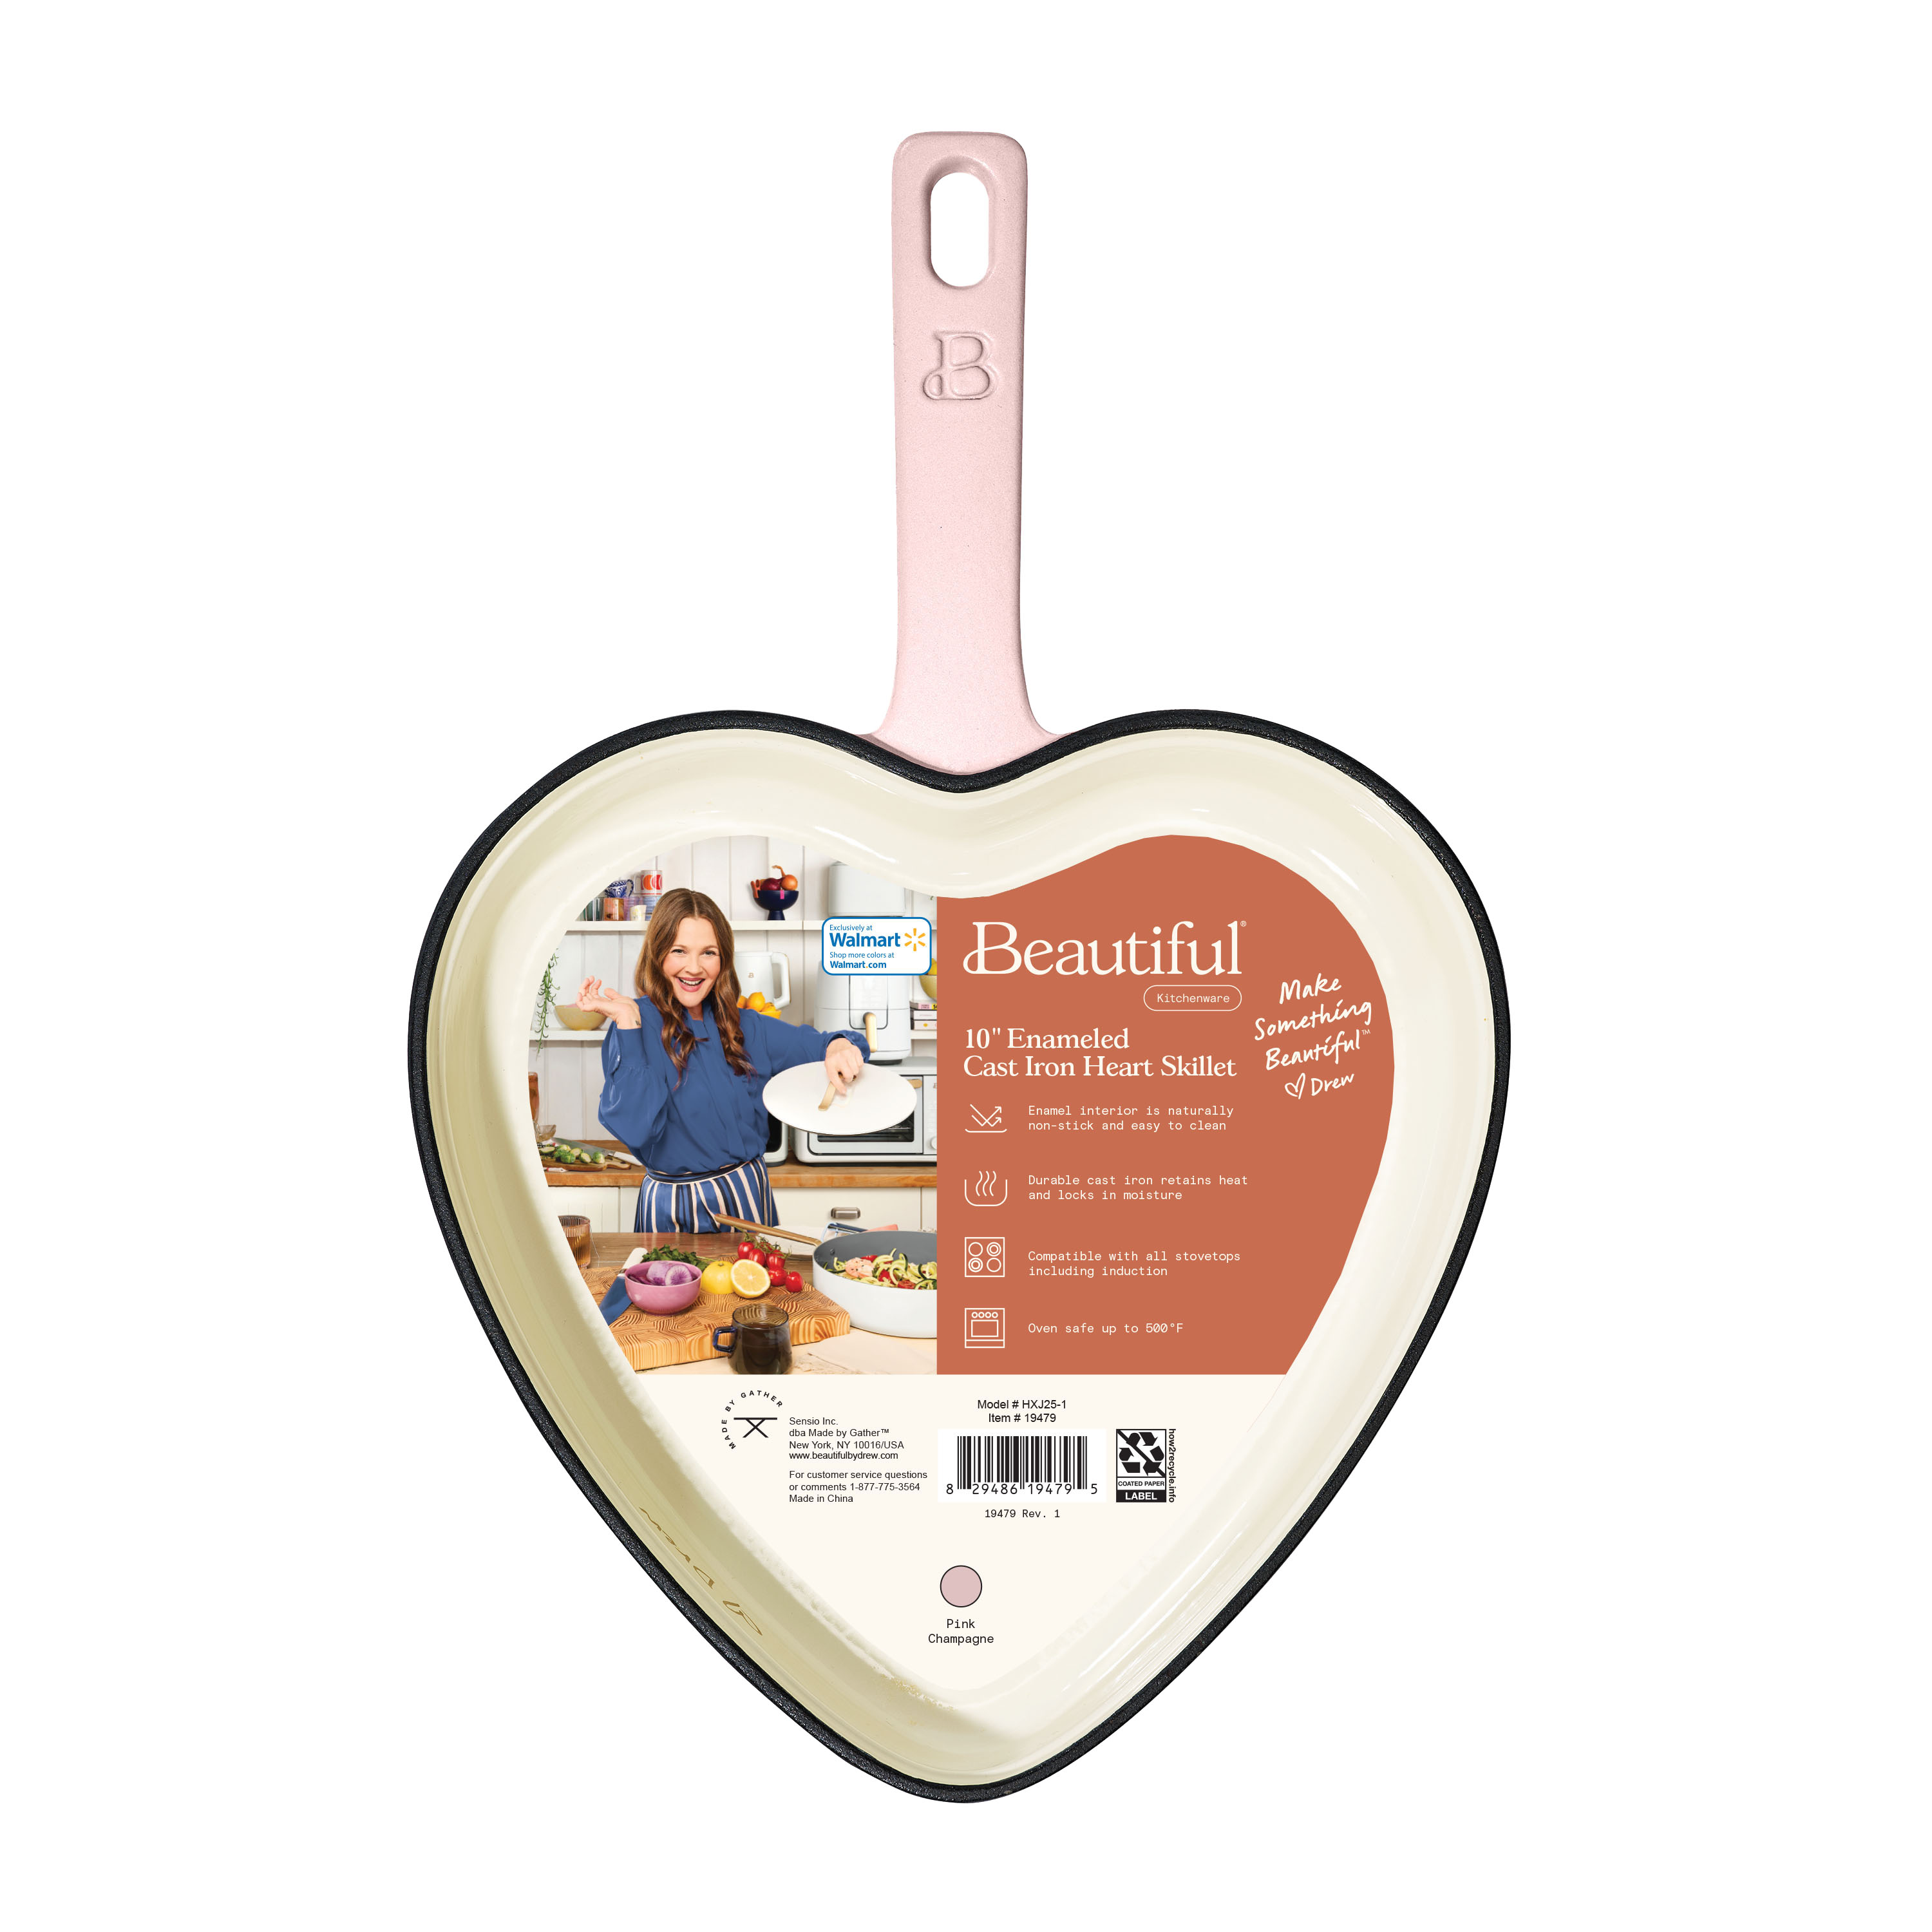 B
Exclusively at
Walmart
Shop more colors at
Walmart.com
Beautiful®
Kitchenware
10" Enameled
Cast Iron Heart Skillet
Make
Something
Beautiful™
Drew
Enamel interior is naturally
non-stick and easy to clean
Durable cast iron retains heat
and locks in moisture
Compatible with all stovetops
including induction
Oven safe up to 500°F
MADE BY GATHER
Sensio Inc.
dba Made by Gather™
New York, NY 10016/USA
www.beautifulbydrew.com
For customer service questions
or comments 1-877-775-3564
Made in China
Model # HXJ25-1
Item # 19479
8 29486 19479 5
19479 Rev. 1
COATED PAPER
LABEL
how2recycle.info
Pink
Champagne